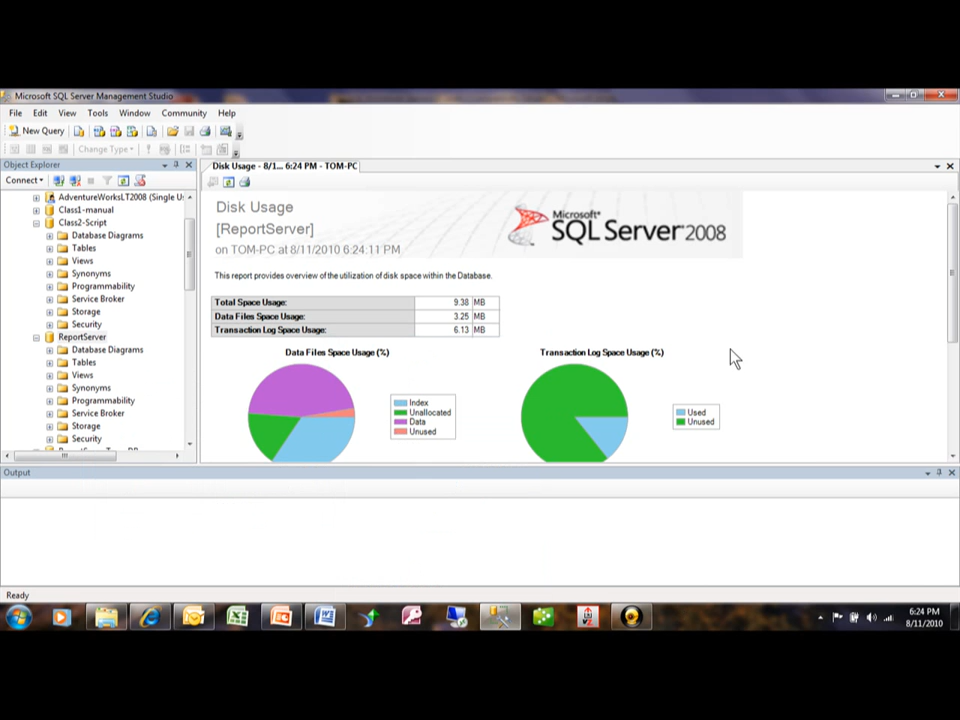 Microsoft SQL Server Management Studio
File Edit View Tools Window Community Help
New Query
Change Type
Object Explorer
Connect
AdventureWorksLT2008 (Single Us
Class1-manual
Class2-Script
Database Diagrams
Tables
Views
Synonyms
Programmability
Service Broker
Storage
Security
ReportServer
Database Diagrams
Tables
Views
Synonyms
Programmability
Service Broker
Storage
Security
Disk Usage - 8/1... 6:24 PM - TOM-PC
Disk Usage
[ReportServer]
on TOM-PC at 8/11/2010 6:24:11 PM
Microsoft®
SQL Server 2008
This report provides overview of the utilization of disk space within the Database.
Total Space Usage: 9.38 MB
Data Files Space Usage: 3.25 MB
Transaction Log Space Usage: 6.13 MB
Data Files Space Usage (%)
Index
Unallocated
Data
Unused
Transaction Log Space Usage (%)
Used
Unused
Output
Ready
6:24 PM
8/11/2010